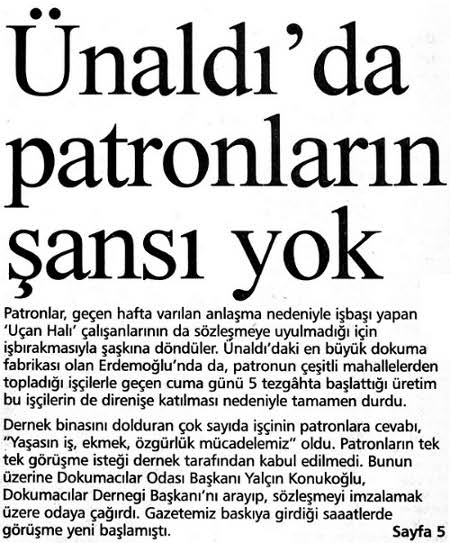 Ünaldı'da
patronların
şansı yok
Patronlar, geçen hafta varılan anlaşma nedeniyle işbaşı yapan
'Uçan Halı' çalışanlarının da sözleşmeye uyulmadığı için
işbırakmasıyla şaşkına döndüler. Ünaldı'daki en büyük dokuma
fabrikası olan Erdemoğlu'nda da, patronun çeşitli mahallelerden
topladığı işçilerle geçen cuma günü 5 tezgâhta başlattığı üretim
bu işçilerin de direnişe katılması nedeniyle tamamen durdu.
Dernek binasını dolduran çok sayıda işçinin patronlara cevabı,
"Yaşasın iş, ekmek, özgürlük mücadelemiz" oldu. Patronların tek
tek görüşme isteği dernek tarafından kabul edilmedi. Bunun
üzerine Dokumacılar Odası Başkanı Yalçın Konukoğlu,
Dokumacılar Dernegi Başkanı'nı arayıp, sözleşmeyi imzalamak
üzere odaya çağırdı. Gazetemiz baskıya girdiği saaatlerde
görüşme yeni başlamıştı. Sayfa 5